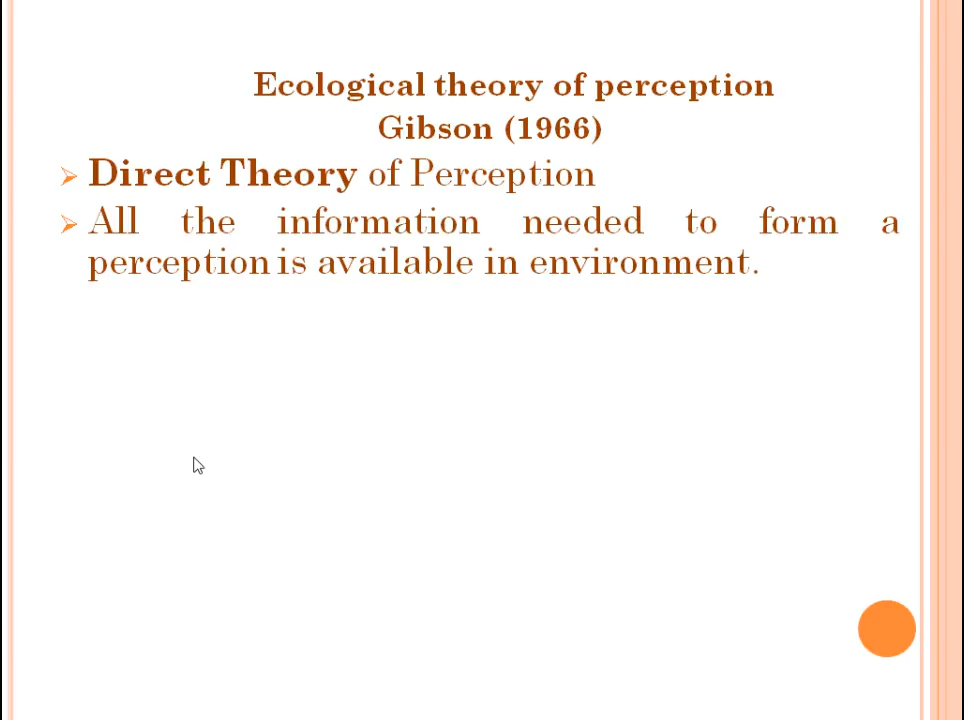 Ecological theory of perception
Gibson (1966)
Direct Theory of Perception
All the information needed to form a
perception is available in environment.